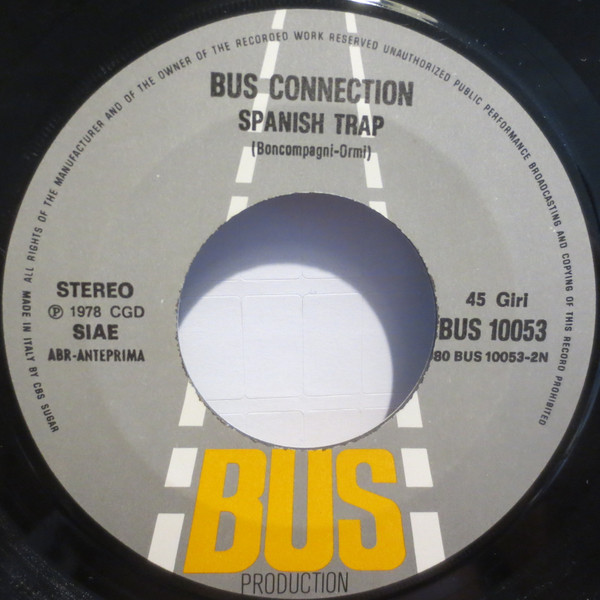 ALL RIGHTS OF THE MANUFACTURER AND OF THE OWNER OF THE RECORDED WORK RESERVED UNAUTHORIZED PUBLIC PERFORMANCE BROADCASTING AND COPYING OF THIS RECORD PROHIBITED
BUS CONNECTION
SPANISH TRAP
(Boncompagni-Ormi)
STEREO
Ⓟ 1978 CGD
SIAE
ABR-ANTEPRIMA
45 Giri
BUS 10053
80 BUS 10053-2N
MADE IN ITALY BY CBS SUGAR
BUS
PRODUCTION